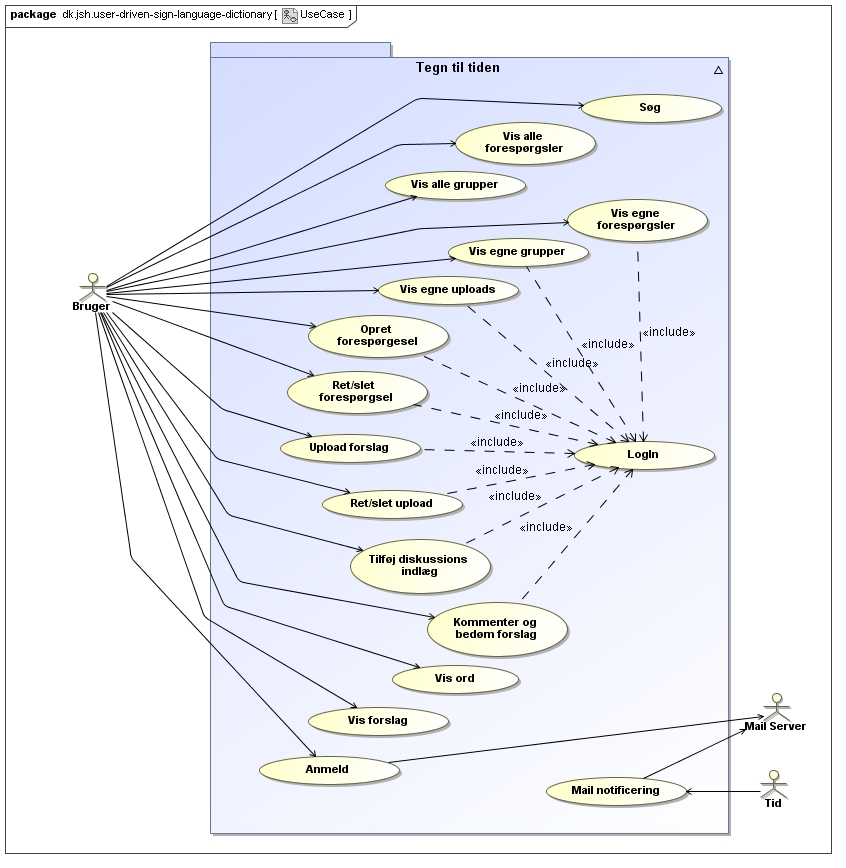 package dk.jsh.user-driven-sign-language-dictionary [ UseCase ]
Tegn til tiden
Søg
Vis alle
forespørgsler
Vis alle grupper
Vis egne
forespørgsler
Vis egne grupper
Vis egne uploads
Bruger
Opret
forespørgesel
«include»
«include»
«include»
Ret/slet
forespørgsel
«include»
«include»
Upload forslag
«include»
LogIn
«include»
Ret/slet upload
«include»
«include»
Tilføj diskussions
indlæg
Kommenter og
bedøm forslag
Vis ord
Vis forslag
Mail Server
Anmeld
Mail notificering
Tid